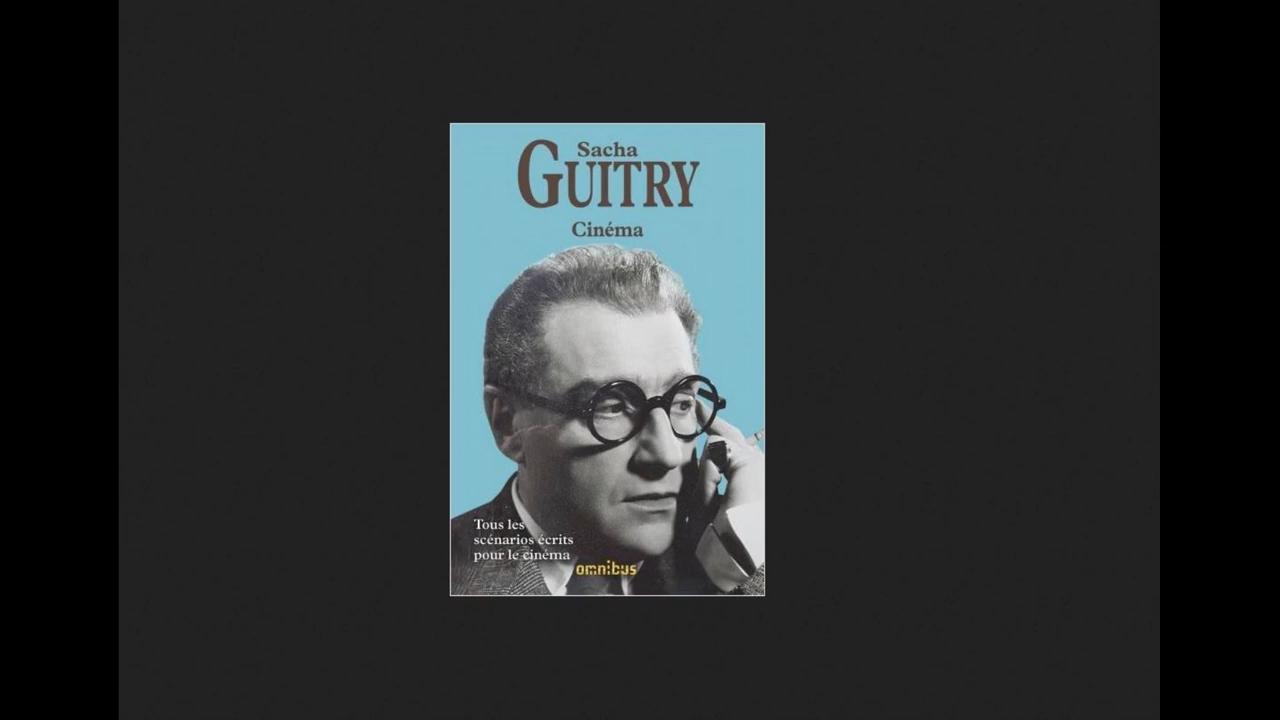 Sacha
GUITRY
Cinéma
Tous les
scénarios écrits
pour le cinéma
omnibus